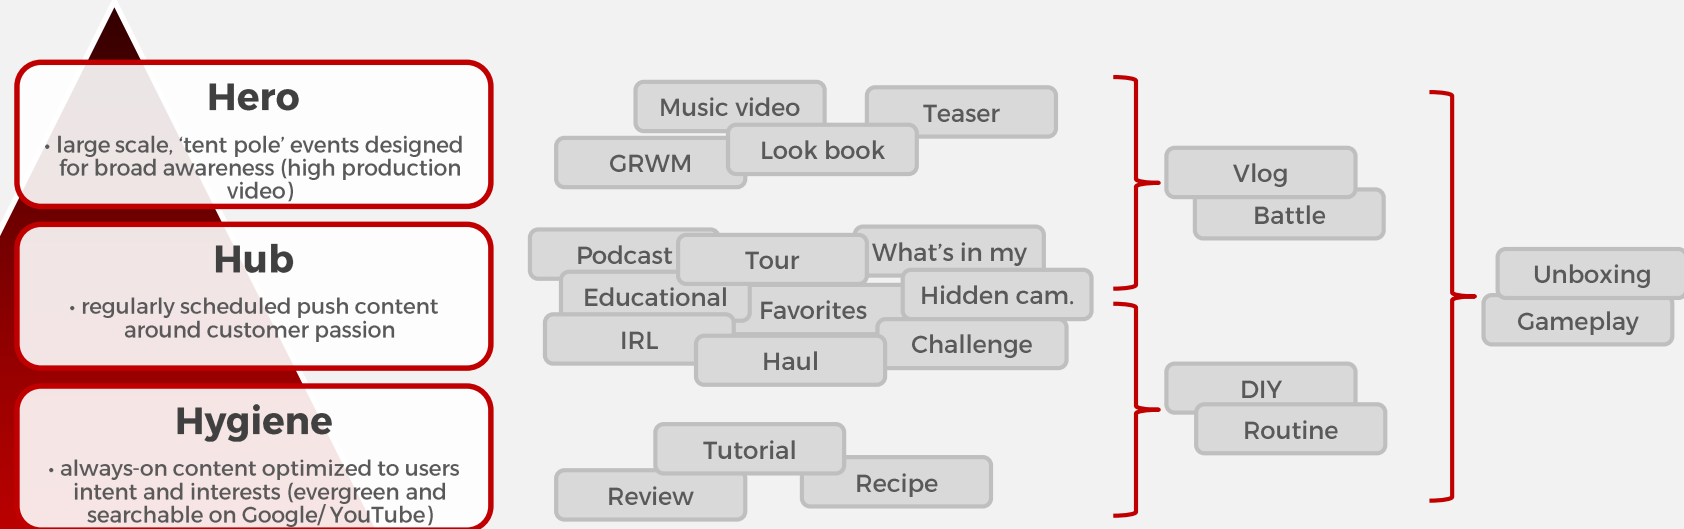 Hero
• large scale, ‘tent pole’ events designed
for broad awareness (high production
video)
Music video
Teaser
Look book
GRWM
Hub
• regularly scheduled push content
around customer passion
Podcast
Tour
What’s in my
Educational
Favorites
Hidden cam.
IRL
Haul
Challenge
Hygiene
• always-on content optimized to users
intent and interests (evergreen and
searchable on Google/ YouTube)
Tutorial
Review
Recipe
Vlog
Battle
DIY
Routine
Unboxing
Gameplay